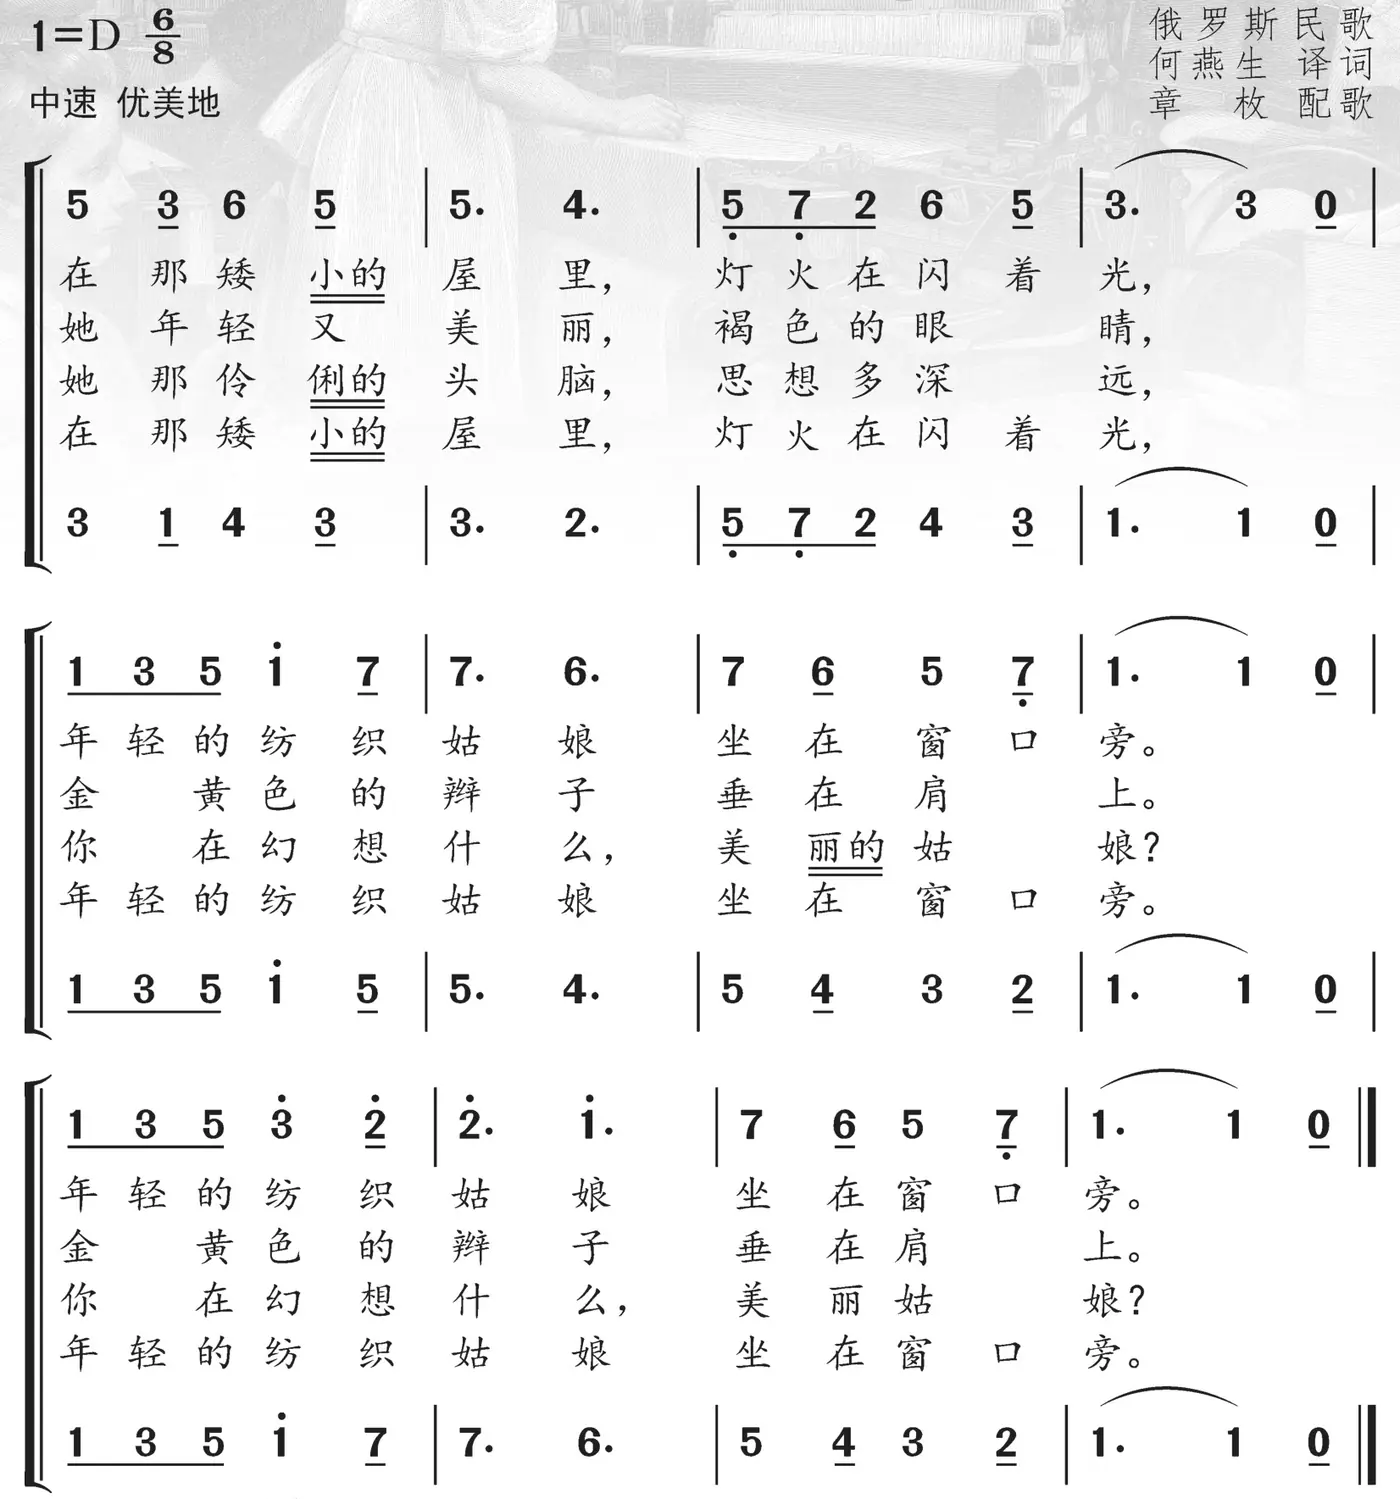 1=D 6/8
俄罗斯民歌
何燕生 译词
中速 优美地
章 枚 配歌
5 3 6 5 | 5. 4. | 5 7 2 6 5 | 3. 3 0 |
在那矮小的屋里, 灯火在闪着光,
她年轻又美丽, 褐色的眼睛,
她那伶俐的头脑, 思想多深远,
在那矮小的屋里, 灯火在闪着光,
3 1 4 3 | 3. 2. | 5 7 2 4 3 | 1. 1 0 |
1 3 5 1 7 | 7. 6. | 7 6 5 7 | 1. 1 0 |
年轻的纺织姑娘坐在窗口旁。
金黄色的辫子垂在肩上。
你在幻想什么, 美丽的姑娘?
年轻的纺织姑娘坐在窗口旁。
1 3 5 1 5 | 5. 4. | 5 4 3 2 | 1. 1 0 |
1 3 5 3 2 | 2. 1. | 7 6 5 7 | 1. 1 0 ‖
年轻的纺织姑娘坐在窗口旁。
金黄色的辫子垂在肩上。
你在幻想什么, 美丽姑娘?
年轻的纺织姑娘坐在窗口旁。
1 3 5 1 7 | 7. 6. | 5 4 3 2 | 1. 1 0 ‖